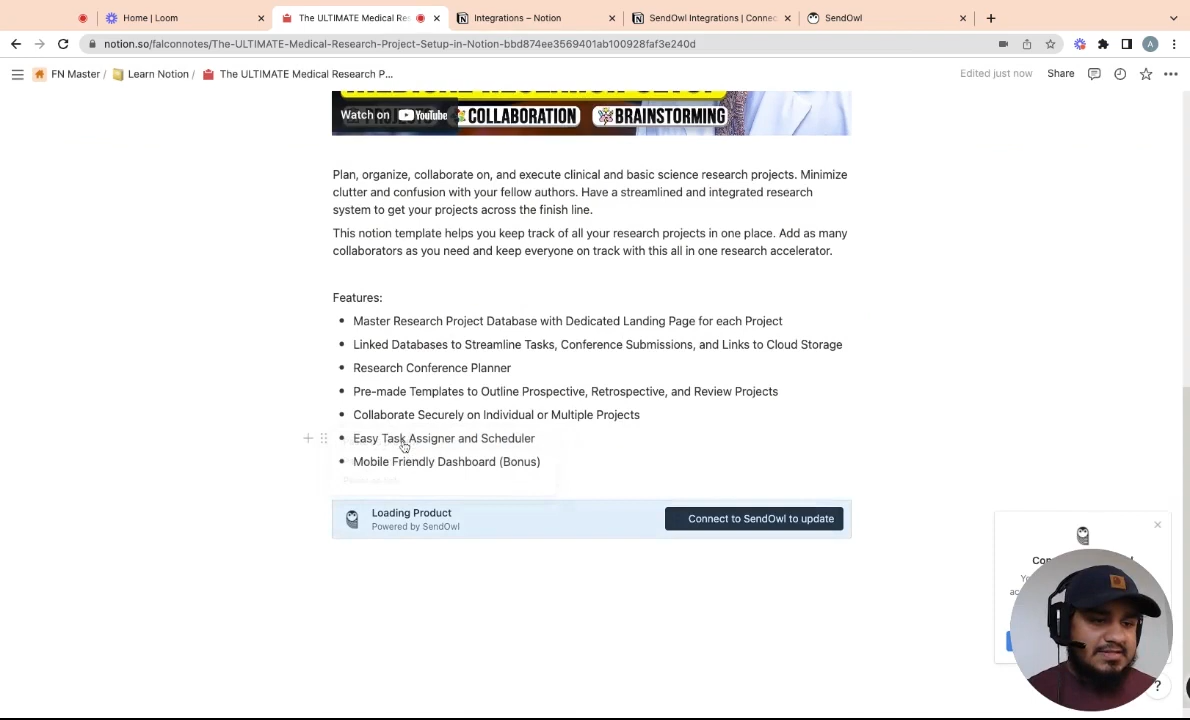 Home | Loom
The ULTIMATE Medical Res
Integrations – Notion
SendOwl Integrations | Connec
SendOwl
notion.so/falconnotes/The-ULTIMATE-Medical-Research-Project-Setup-in-Notion-bbd874ee3569401ab100928faf3e240d
A
FN Master / Learn Notion / The ULTIMATE Medical Research P...
Edited just now
Share
MEDICAL RESEARCH SETUP
Watch on YouTube
COLLABORATION
BRAINSTORMING
Plan, organize, collaborate on, and execute clinical and basic science research projects. Minimize
clutter and confusion with your fellow authors. Have a streamlined and integrated research
system to get your projects across the finish line.
This notion template helps you keep track of all your research projects in one place. Add as many
collaborators as you need and keep everyone on track with this all in one research accelerator.
Features:
• Master Research Project Database with Dedicated Landing Page for each Project
• Linked Databases to Streamline Tasks, Conference Submissions, and Links to Cloud Storage
• Research Conference Planner
• Pre-made Templates to Outline Prospective, Retrospective, and Review Projects
• Collaborate Securely on Individual or Multiple Projects
• Easy Task Assigner and Scheduler
• Mobile Friendly Dashboard (Bonus)
Loading Product
Powered by SendOwl
Connect to SendOwl to update
?